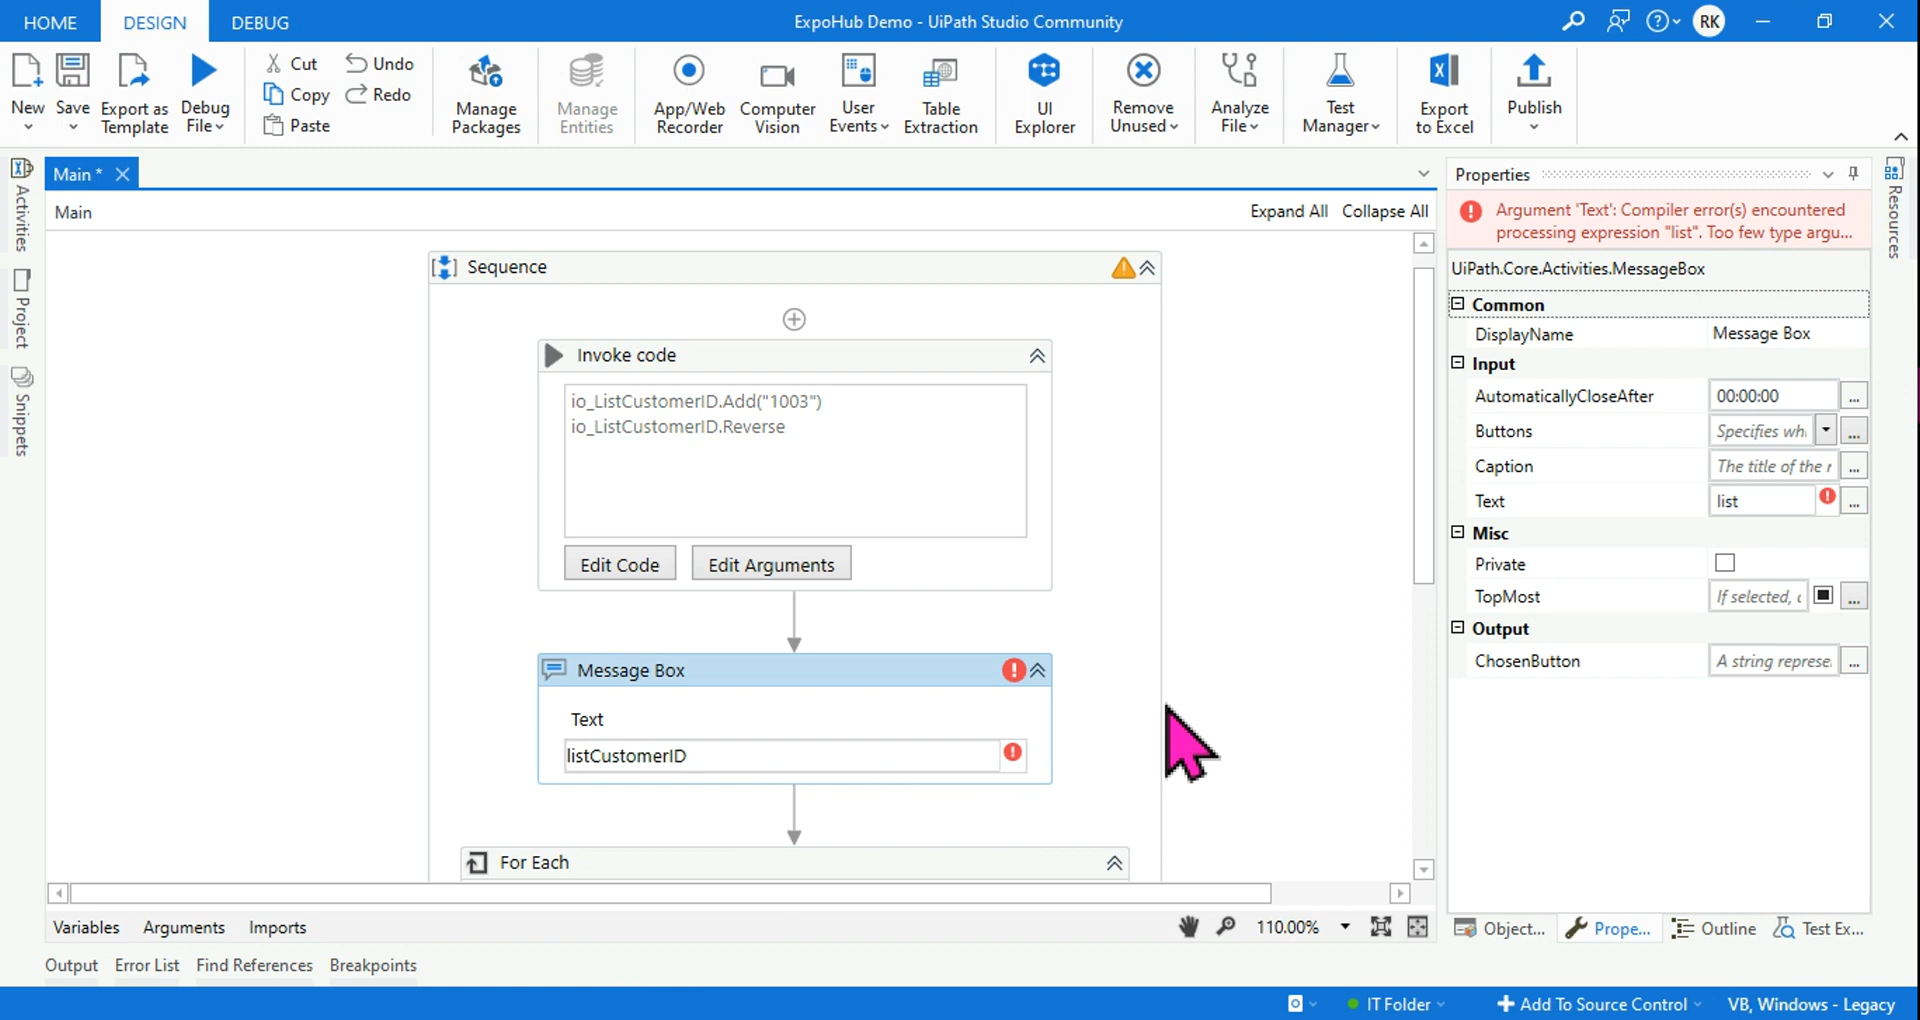 HOME
DESIGN
DEBUG
ExpoHub Demo - UiPath Studio Community
RK
New
Save
Export as
Template
Debug
File
Cut
Copy
Paste
Undo
Redo
Manage
Packages
Manage
Entities
App/Web
Recorder
Computer
Vision
User
Events
Table
Extraction
UI
Explorer
Remove
Unused
Analyze
File
Test
Manager
Export
to Excel
Publish
Activities
Project
Snippets
Main *
Main
Expand All
Collapse All
Sequence
Invoke code
io_ListCustomerID.Add("1003")
io_ListCustomerID.Reverse
Edit Code
Edit Arguments
Message Box
Text
listCustomerID
For Each
Variables
Arguments
Imports
110.00%
Output
Error List
Find References
Breakpoints
Properties
Argument 'Text': Compiler error(s) encountered
processing expression "list". Too few type argu...
UiPath.Core.Activities.MessageBox
Common
DisplayName
Message Box
Input
AutomaticallyCloseAfter
00:00:00
...
Buttons
Specifies wh
...
Caption
The title of the r
...
Text
list
...
Misc
Private
TopMost
If selected, c
...
Output
ChosenButton
A string represe
...
Object...
Prope...
Outline
Test Ex...
Resources
IT Folder
Add To Source Control
VB, Windows - Legacy